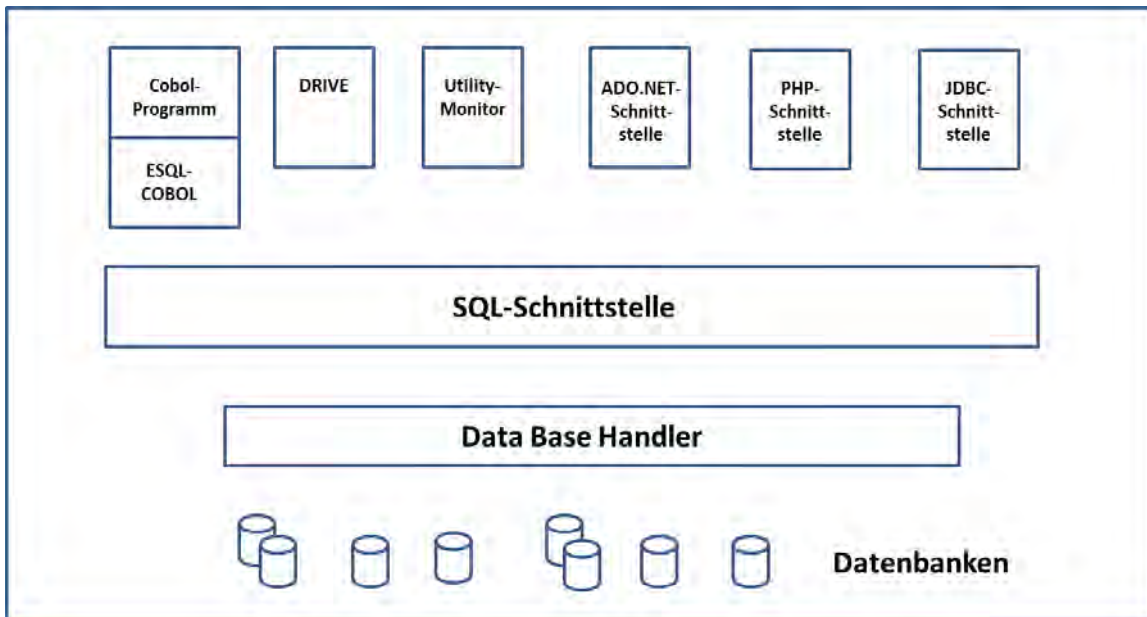 Cobol-
Programm
ESQL-
COBOL
DRIVE
Utility-
Monitor
ADO.NET-
Schnitt-
stelle
PHP-
Schnitt-
stelle
JDBC-
Schnitt-
stelle
SQL-Schnittstelle
Data Base Handler
Datenbanken